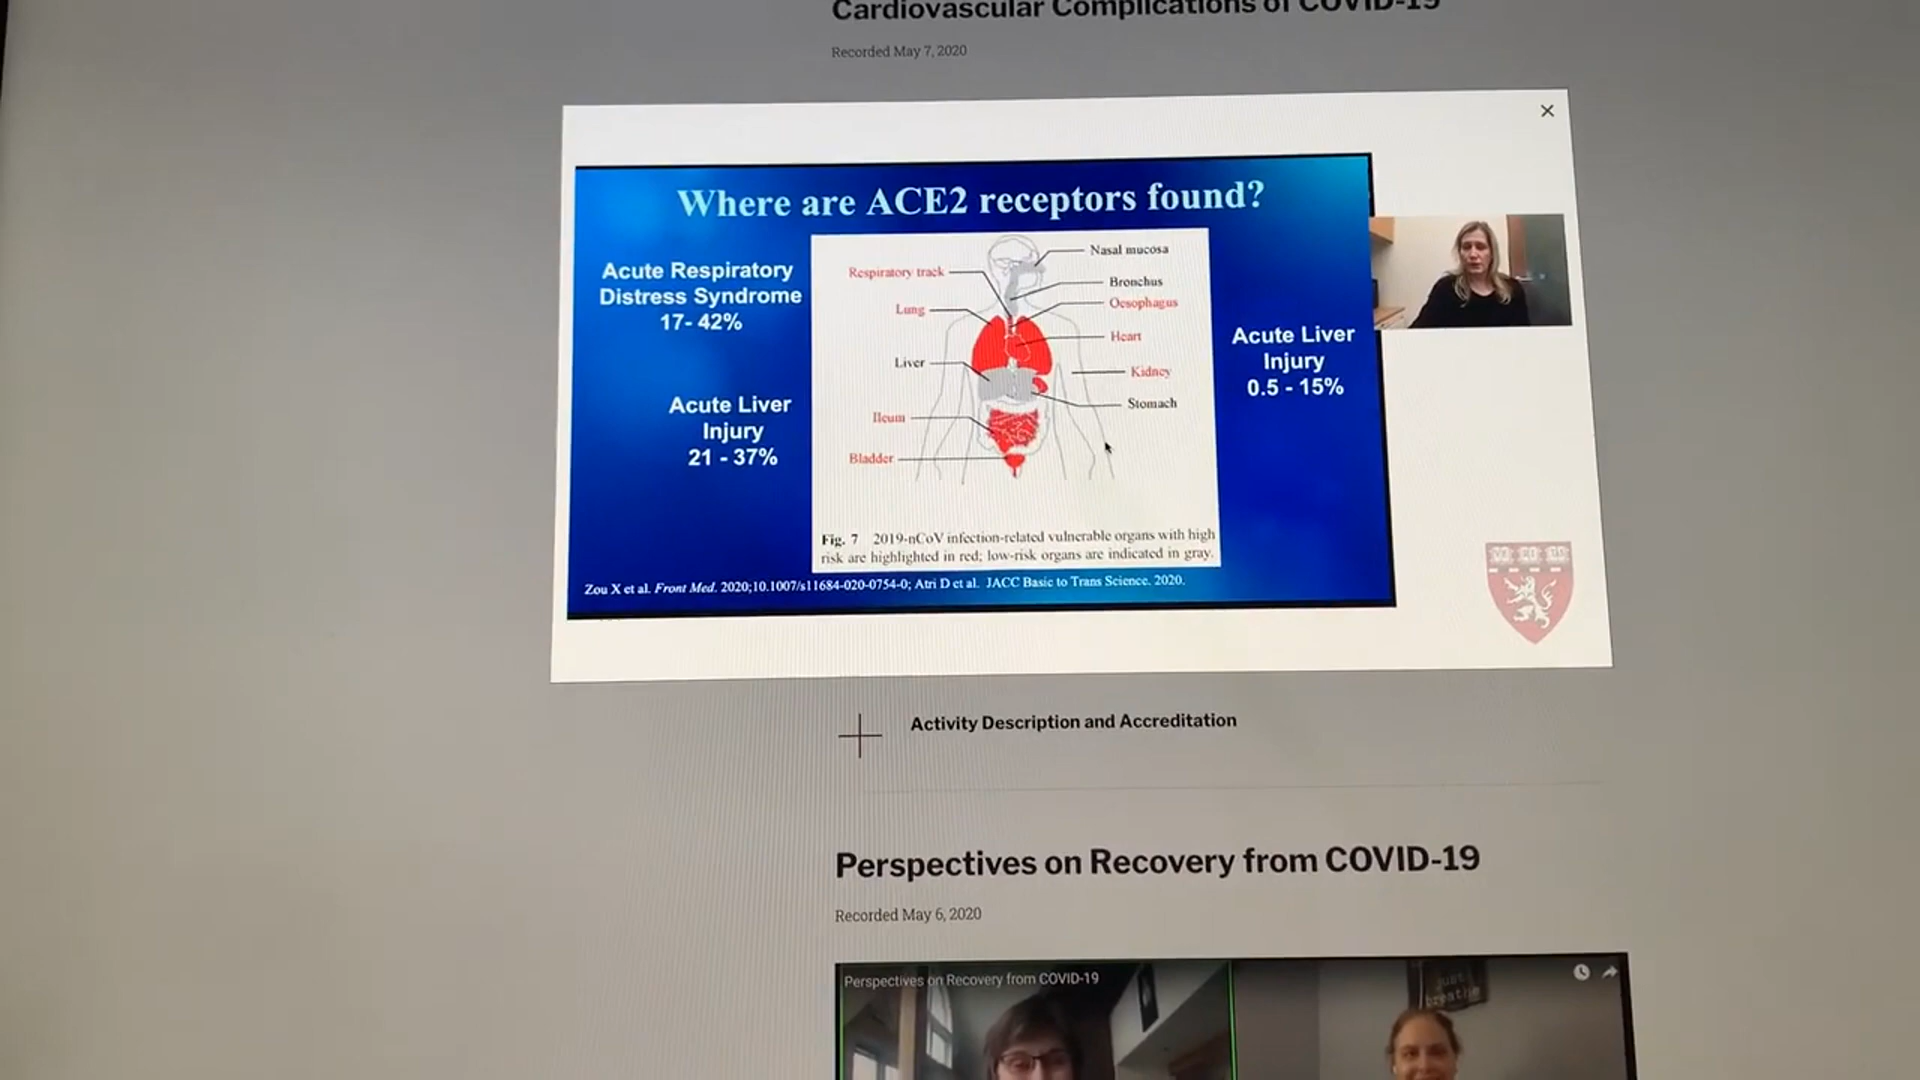 Cardiovascular Complications of COVID-19
Recorded May 7, 2020
Where are ACE2 receptors found?
Acute Respiratory
Distress Syndrome
17- 42%
Acute Liver
Injury
21 - 37%
Nasal mucosa
Respiratory track
Bronchus
Oesophagus
Lung
Heart
Liver
Kidney
Stomach
Ileum
Bladder
Acute Liver
Injury
0.5 - 15%
Fig. 7 2019-nCoV infection-related vulnerable organs with high
risk are highlighted in red; low-risk organs are indicated in gray.
Zou X et al. Front Med. 2020;10.1007/s11684-020-0754-0; Atri D et al. JACC Basic to Trans Science. 2020.
Activity Description and Accreditation
Perspectives on Recovery from COVID-19
Recorded May 6, 2020
Perspectives on Recovery from COVID-19
just
breathe